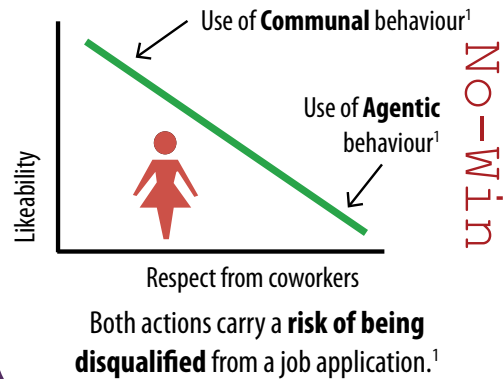 Use of Communal behaviour1
Use of Agentic
behaviour1
No-Win
Likeability
Respect from coworkers
Both actions carry a risk of being
disqualified from a job application.1